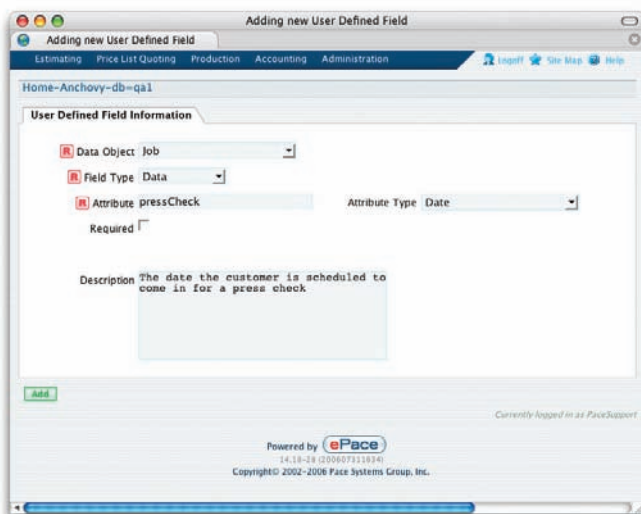 Adding new User Defined Field
Adding new User Defined Field
Estimating Price List Quoting Production Accounting Administration Logoff Site Map Help
Home-Anchovy-db=qa1
User Defined Field Information
R Data Object Job
R Field Type Data
R Attribute pressCheck Attribute Type Date
Required
Description The date the customer is scheduled to
come in for a press check
Add
Currently logged in as PaceSupport
Powered by ePace
Copyright© 2002-2006 Pace Systems Group, Inc.